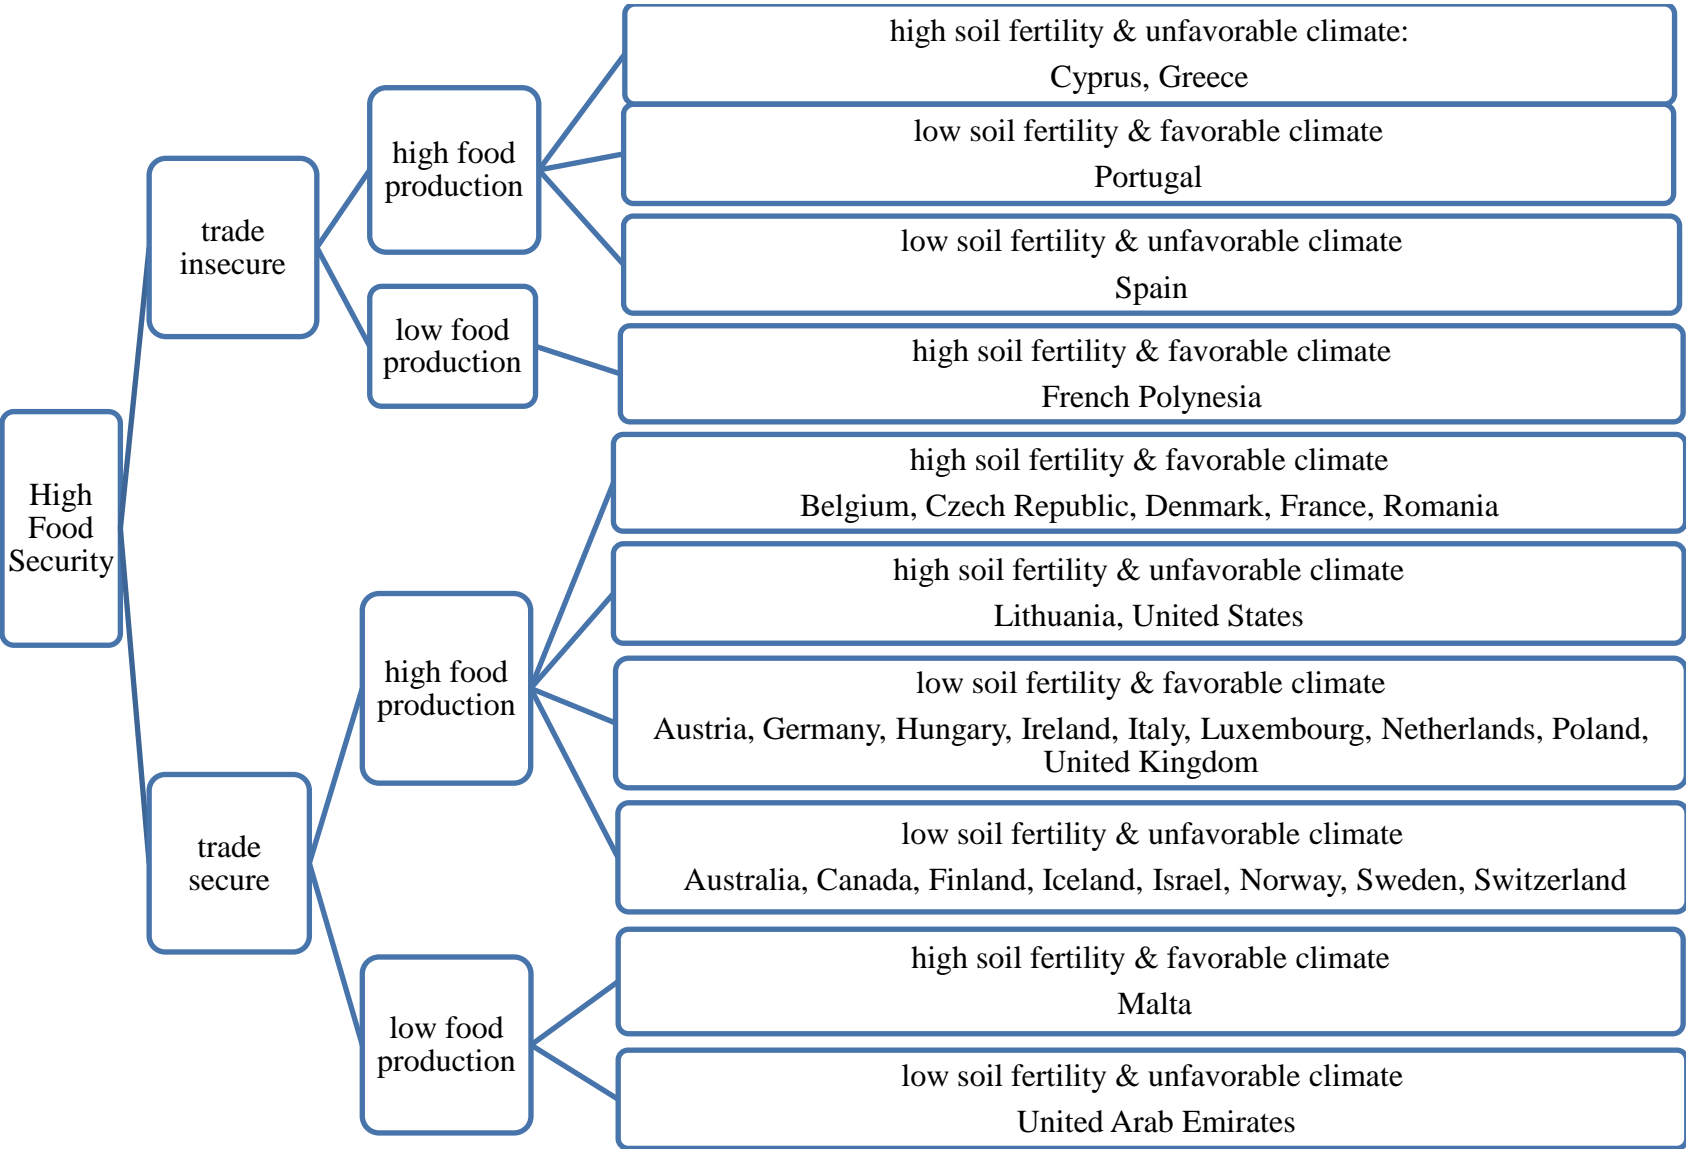 High
Food
Security
trade
insecure
high food
production
high soil fertility & unfavorable climate:
Cyprus, Greece
low soil fertility & favorable climate
Portugal
low soil fertility & unfavorable climate
Spain
low food
production
high soil fertility & favorable climate
French Polynesia
trade
secure
high food
production
high soil fertility & favorable climate
Belgium, Czech Republic, Denmark, France, Romania
high soil fertility & unfavorable climate
Lithuania, United States
low soil fertility & favorable climate
Austria, Germany, Hungary, Ireland, Italy, Luxembourg, Netherlands, Poland,
United Kingdom
low soil fertility & unfavorable climate
Australia, Canada, Finland, Iceland, Israel, Norway, Sweden, Switzerland
low food
production
high soil fertility & favorable climate
Malta
low soil fertility & unfavorable climate
United Arab Emirates